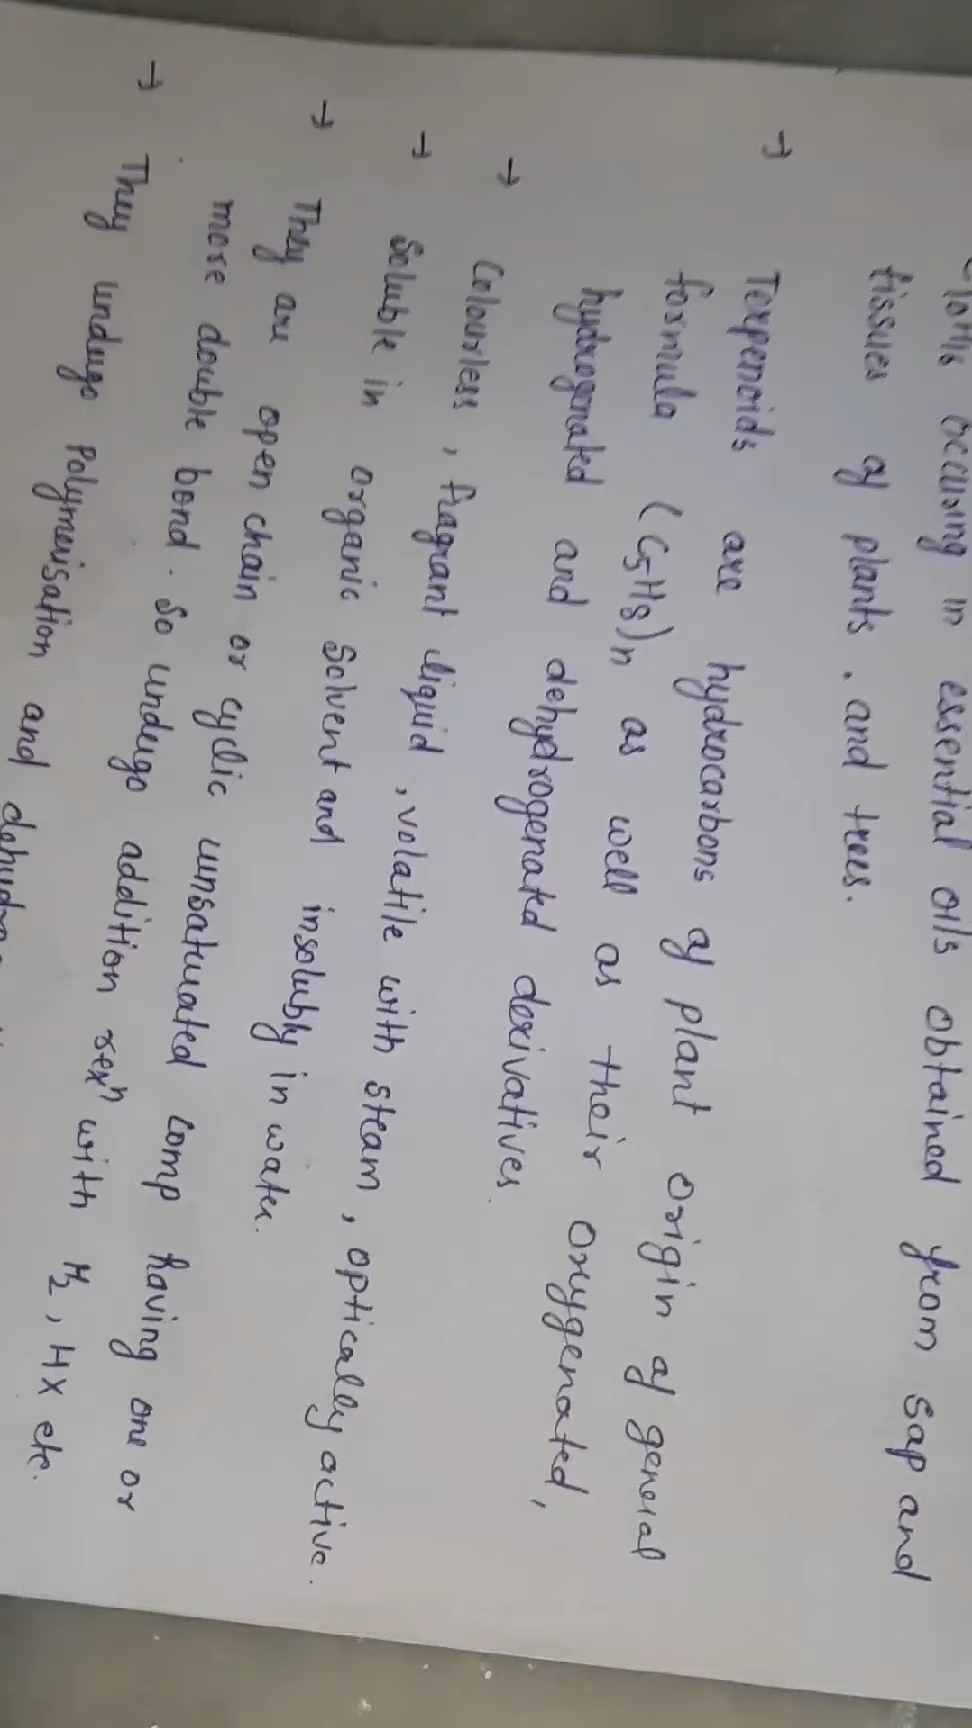 occuring in essential oils obtained from sap and
tissues of plants . and trees.
→ Terpenoids are hydrocarbons of plant origin of general
formula (C5H8)n as well as their oxygenated,
hydrogenated and dehydrogenated derivatives.
→ Colourless , fragrant liquid , volatile with steam , optically active.
→ Soluble in organic solvent and insolubly in water.
→ They are open chain or cyclic unsaturated comp having one or
more double bond . So undergo addition rexⁿ with H2 , HX etc.
→ They undergo Polymerisation and